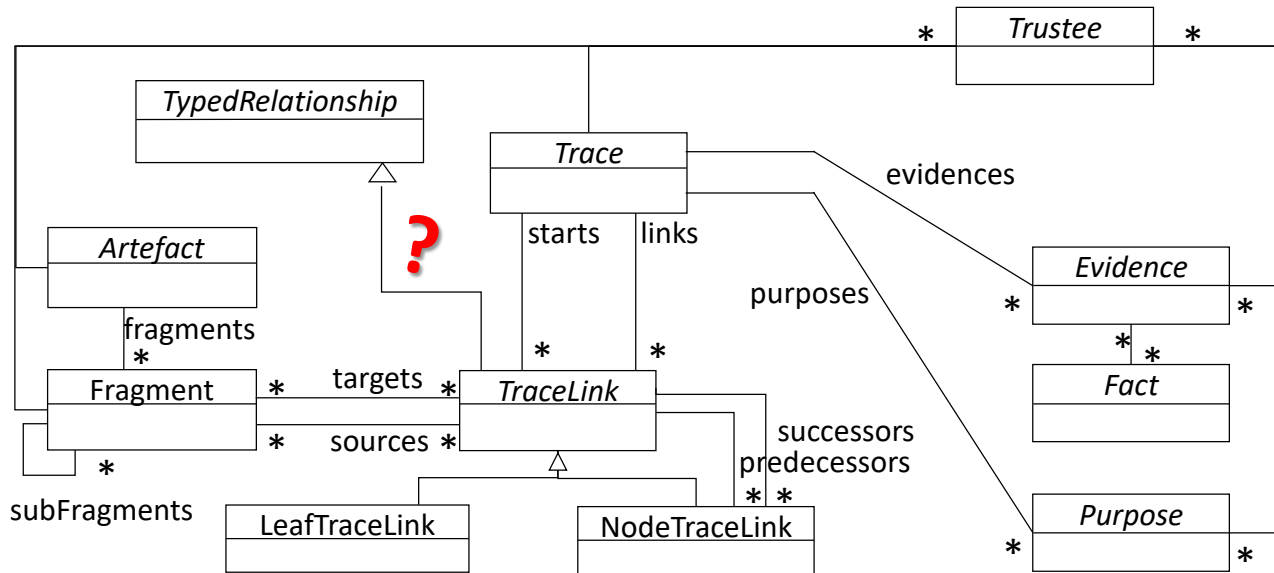 * Trustee *
TypedRelationship
Trace
evidences
starts links
?
Artefact
Evidence
purposes
* *
fragments
*
* *
* *
Fragment
* targets *
TraceLink
Fact
* sources *
successors
predecessors
*
* *
subFragments
LeafTraceLink
NodeTraceLink
Purpose
* *